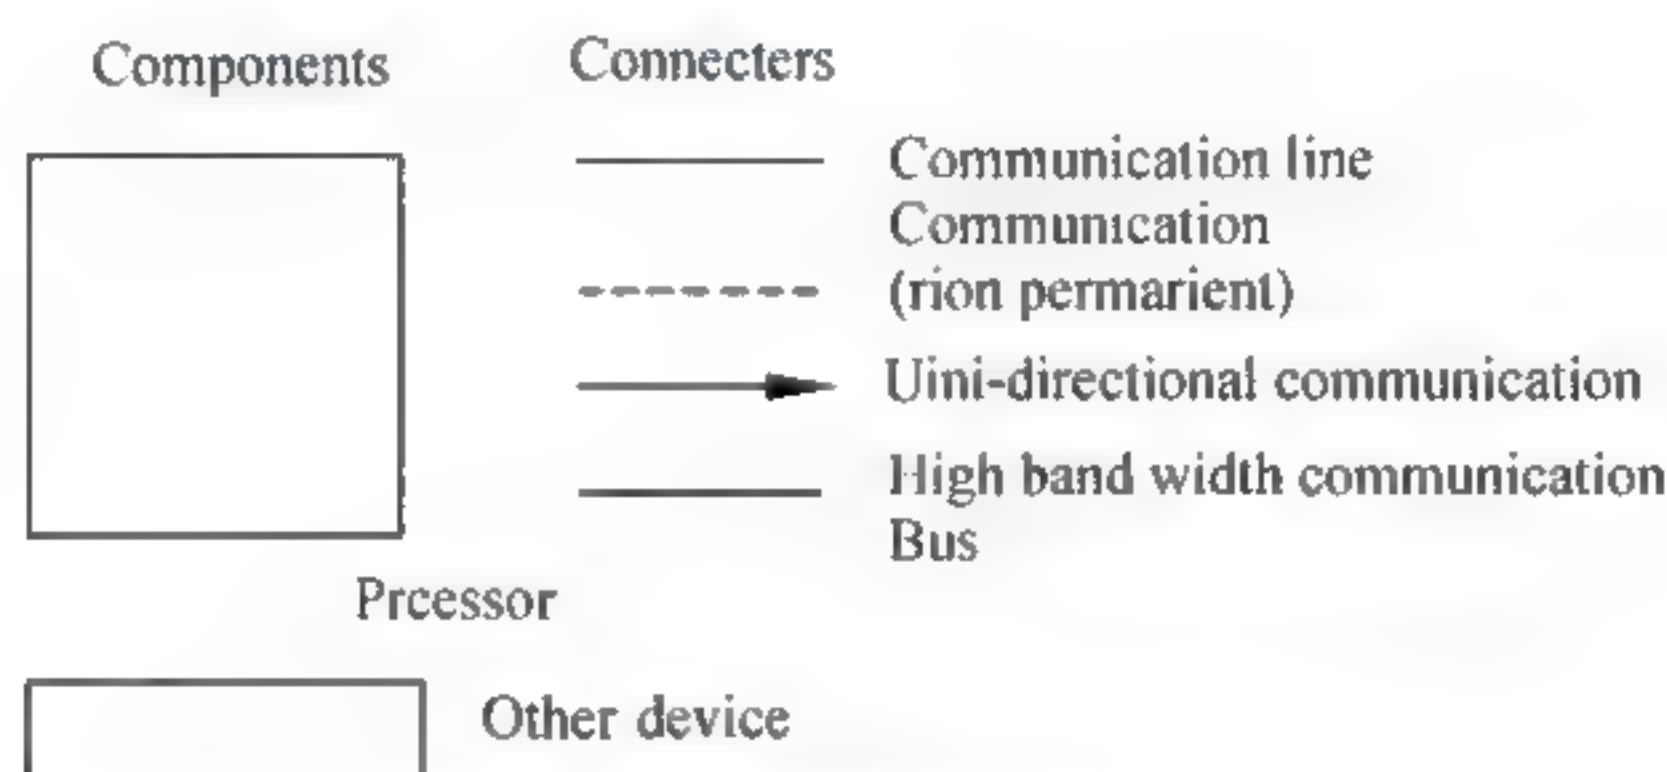 Components
Connecters
Communication line
Communication
(rion permarient)
Uini-directional communication
High band width communication
Bus
Prcessor
Other device